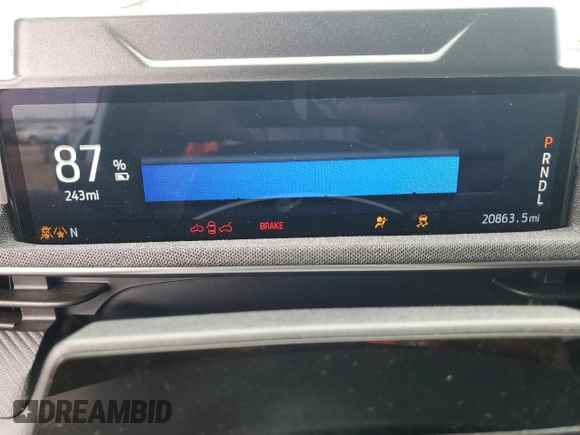 87 %
243mi
P
R
N
D
L
N
BRAKE
20863.5mi
DREAMBID